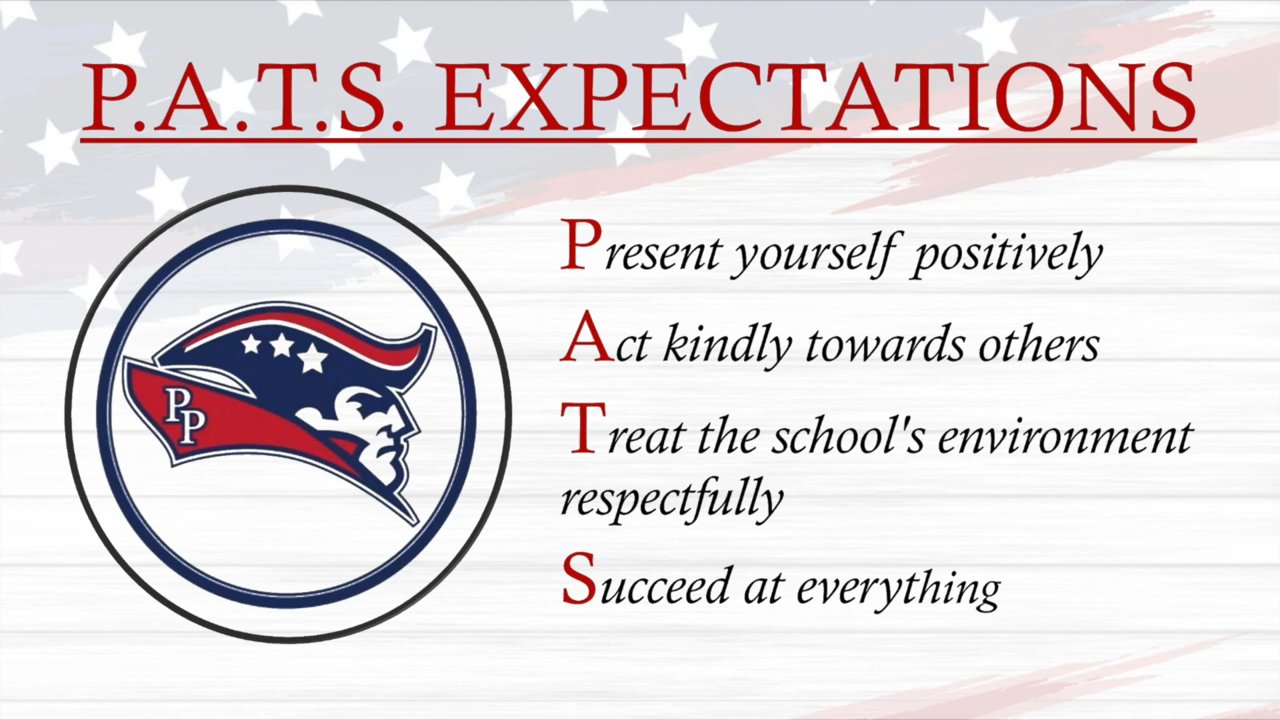 P.A.T.S. EXPECTATIONS
Present yourself positively
Act kindly towards others
Treat the school's environment
respectfully
Succeed at everything
PP